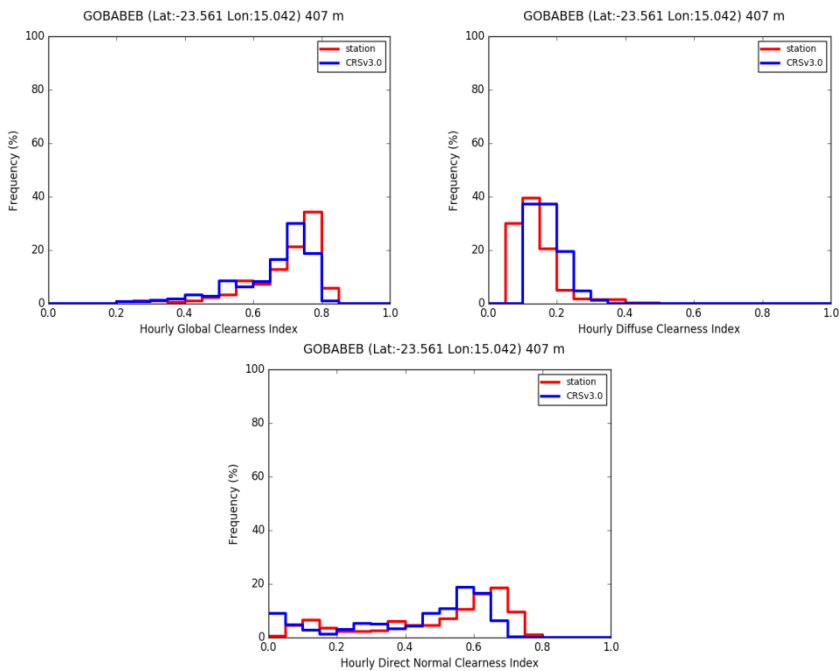 GOBABEB (Lat:-23.561 Lon:15.042) 407 m
100
80
60
40
20
0
Frequency (%)
station
CRSv3.0
0.0 0.2 0.4 0.6 0.8 1.0
Hourly Global Clearness Index
GOBABEB (Lat:-23.561 Lon:15.042) 407 m
100
80
60
40
20
0
Frequency (%)
station
CRSv3.0
0.0 0.2 0.4 0.6 0.8 1.0
Hourly Diffuse Clearness Index
GOBABEB (Lat:-23.561 Lon:15.042) 407 m
100
80
60
40
20
0
Frequency (%)
station
CRSv3.0
0.0 0.2 0.4 0.6 0.8 1.0
Hourly Direct Normal Clearness Index